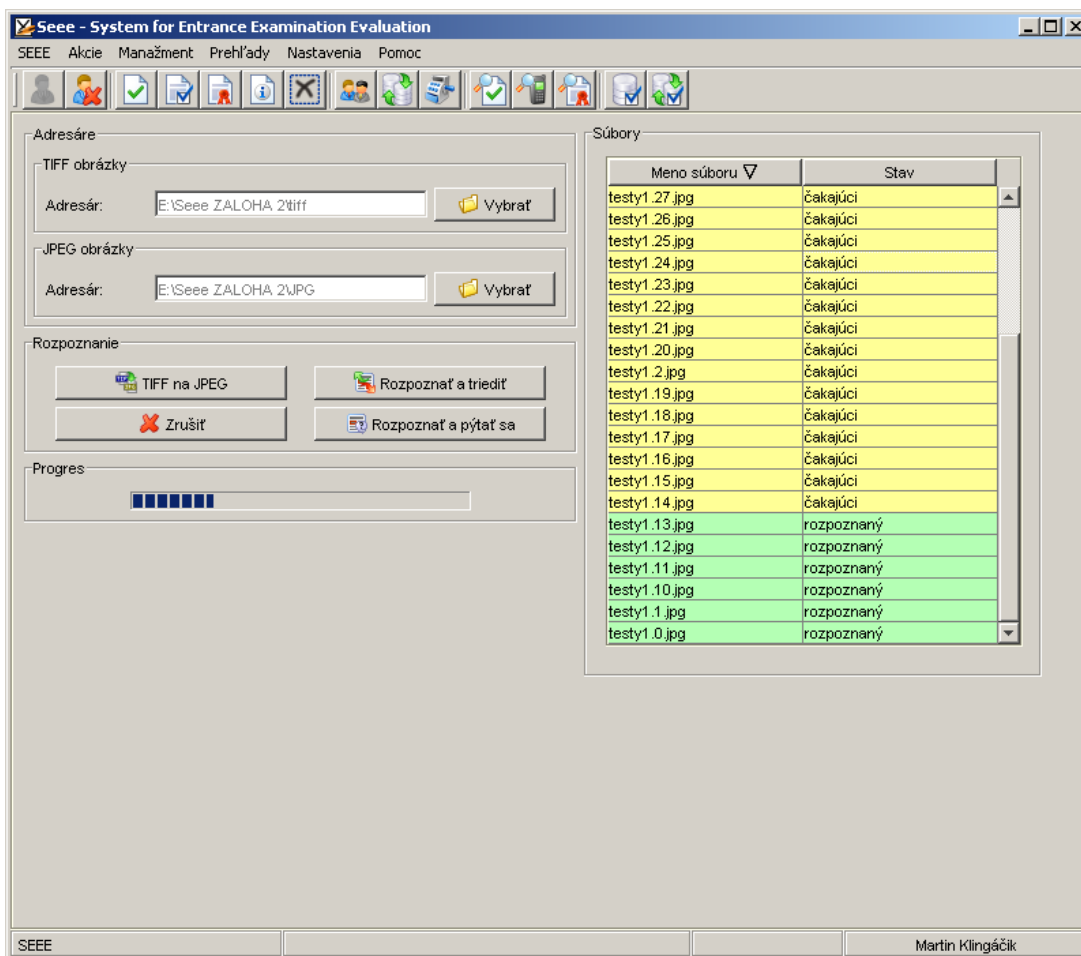 Seee - System for Entrance Examination Evaluation
SEEE Akcie Manažment Prehľady Nastavenia Pomoc
Adresáre
TIFF obrázky
Adresár: E:\Seee ZALOHA 2\tiff Vybrať
JPEG obrázky
Adresár: E:\Seee ZALOHA 2\JPG Vybrať
Rozpoznanie
TIFF na JPEG Rozpoznať a triediť
Zrušiť Rozpoznať a pýtať sa
Progres
Súbory
Meno súboru Stav
testy1.27.jpg čakajúci
testy1.26.jpg čakajúci
testy1.25.jpg čakajúci
testy1.24.jpg čakajúci
testy1.23.jpg čakajúci
testy1.22.jpg čakajúci
testy1.21.jpg čakajúci
testy1.20.jpg čakajúci
testy1.2.jpg čakajúci
testy1.19.jpg čakajúci
testy1.18.jpg čakajúci
testy1.17.jpg čakajúci
testy1.16.jpg čakajúci
testy1.15.jpg čakajúci
testy1.14.jpg čakajúci
testy1.13.jpg rozpoznaný
testy1.12.jpg rozpoznaný
testy1.11.jpg rozpoznaný
testy1.10.jpg rozpoznaný
testy1.1.jpg rozpoznaný
testy1.0.jpg rozpoznaný
SEEE Martin Klingáčik